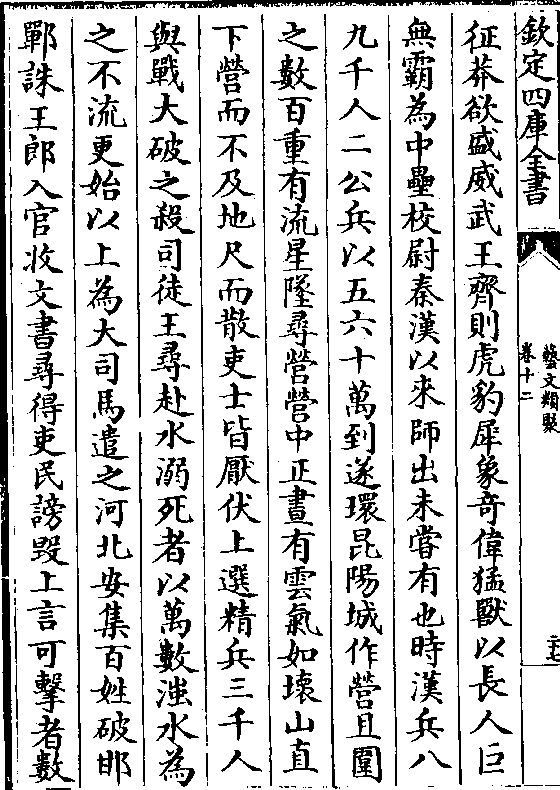 欽定四庫全書
藝文類聚
卷十二
征莽欲盛威武王齊則虎豹犀象奇偉猛獸以長人巨
無霸為中壘校尉秦漢以來師出未嘗有也時漢兵八
九千人二公兵以五六十萬到遂環昆陽城作營且圍
之數百重有流星墜尋營營中正晝有雲氣如壞山直
下營而不及地尺而散吏士皆厭伏上選精兵三千人
與戰大破之殺司徒王尋赴水溺死者以萬數滍水為
之不流更始以上為大司馬遣之河北安集百姓破邯
鄲誅王郎入官收文書尋得吏民謗毀上言可擊者數